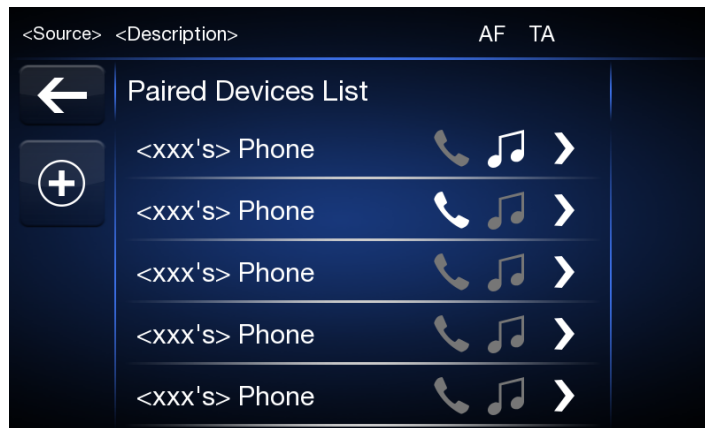 <Source> <Description> AF TA
Paired Devices List
<xxx's> Phone
<xxx's> Phone
<xxx's> Phone
<xxx's> Phone
<xxx's> Phone